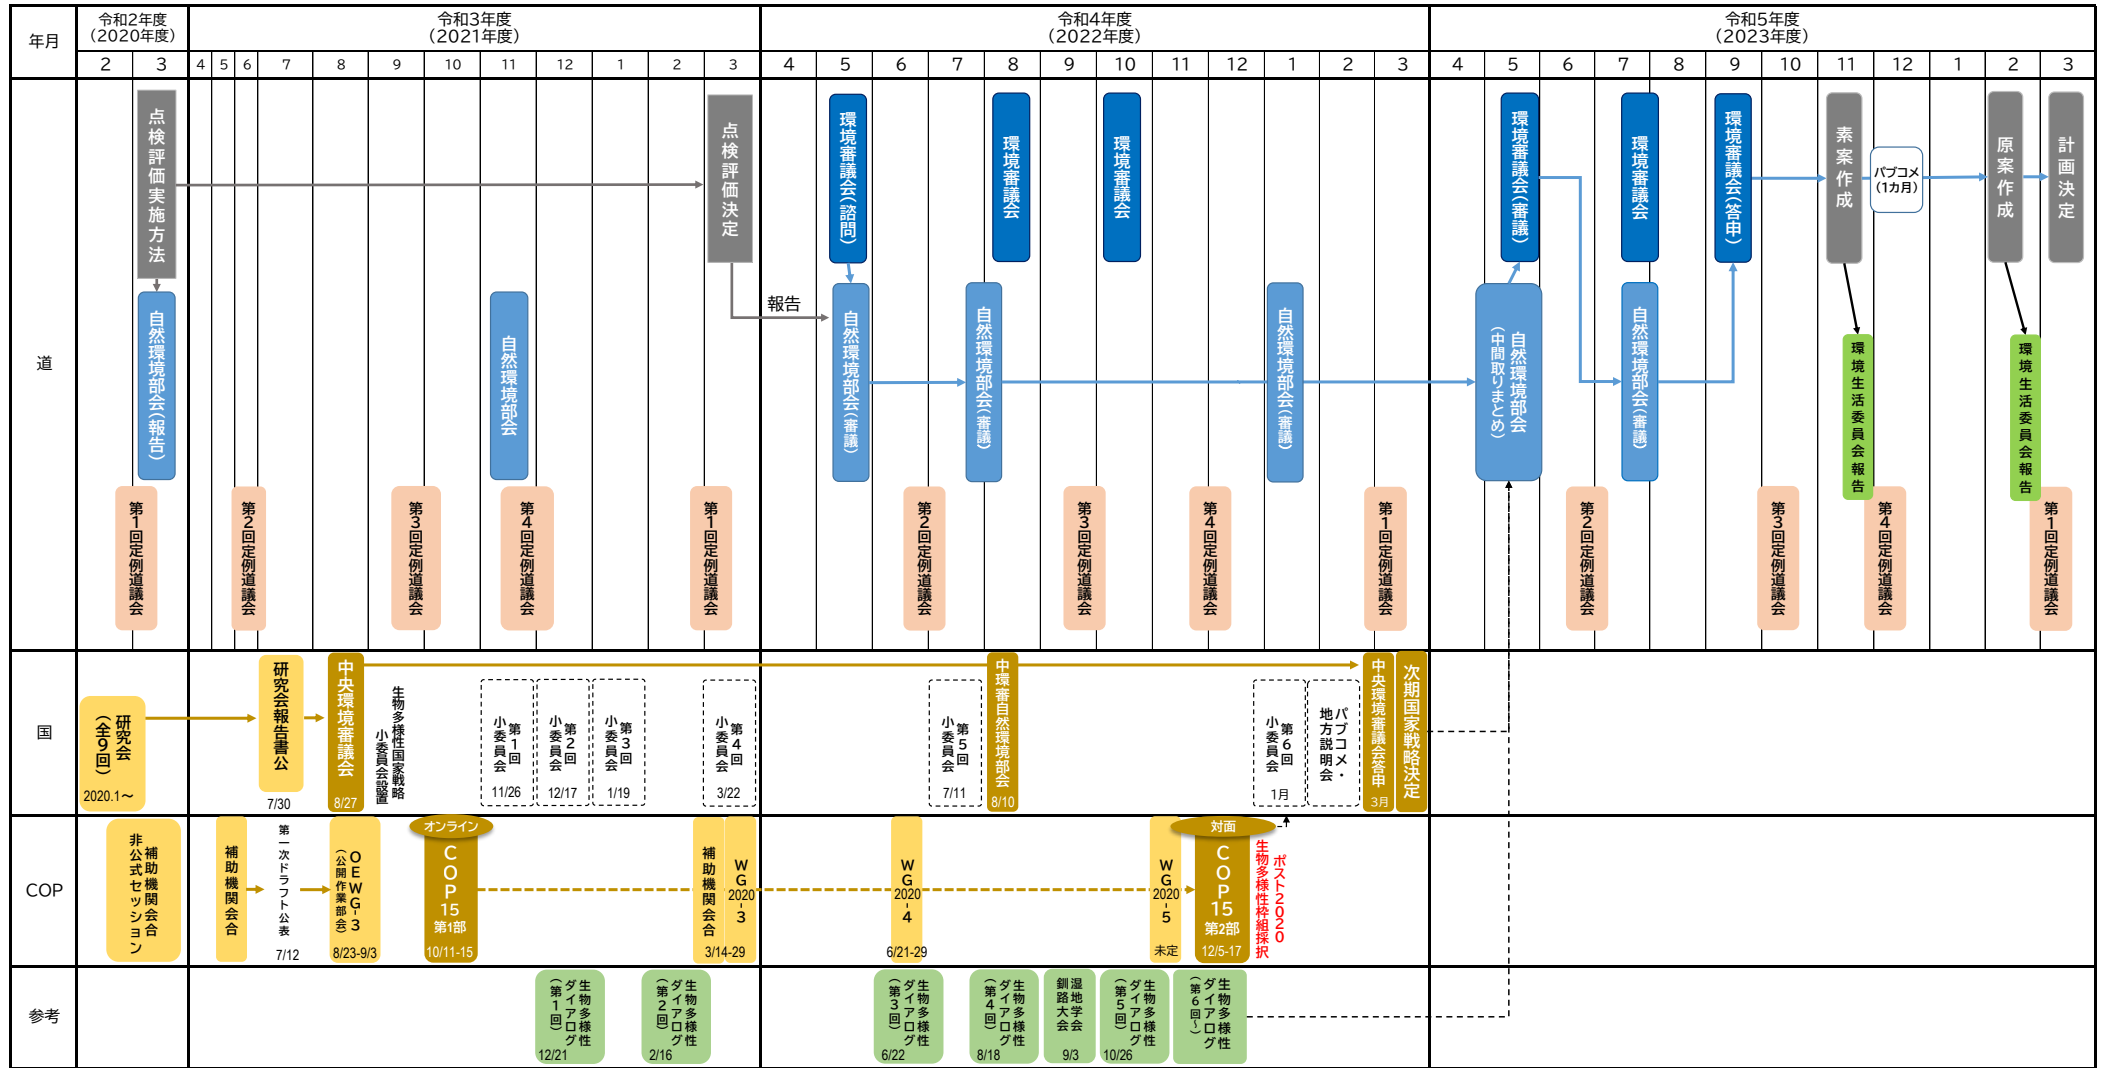 年月
令和2年度
（2020年度）
令和3年度
（2021年度）
令和4年度
（2022年度）
令和5年度
（2023年度）
2
3
4
5
6
7
8
9
10
11
12
1
2
3
4
5
6
7
8
9
10
11
12
1
2
3
4
5
6
7
8
9
10
11
12
1
2
3
道
点検評価実施方法
点検評価決定
環境審議会（諮問）
環境審議会
環境審議会
環境審議会（審議）
環境審議会
環境審議会（答申）
素案作成
パブコメ
（1カ月）
原案作成
計画決定
報告
自然環境部会（報告）
自然環境部会
自然環境部会（審議）
自然環境部会（審議）
自然環境部会（審議）
自然環境部会
（中間取りまとめ）
自然環境部会（審議）
環境生活委員会報告
環境生活委員会報告
第1回定例道議会
第2回定例道議会
第3回定例道議会
第4回定例道議会
第1回定例道議会
第2回定例道議会
第3回定例道議会
第4回定例道議会
第1回定例道議会
第2回定例道議会
第3回定例道議会
第4回定例道議会
第1回定例道議会
国
研究会
（全9回）
2020.1～
研究会報告書公
7/30
中央環境審議会
8/27
生物多様性国家戦略
小委員会設置
第1回
小委員会
11/26
第2回
小委員会
12/17
第3回
小委員会
1/19
第4回
小委員会
3/22
第5回
小委員会
7/11
中環審自然環境部会
8/10
第6回
小委員会
1月
パブコメ・
地方説明会
中央環境審議会答申
3月
次期国家戦略決定
COP
補助機関会合
非公式セッション
補助機関会合
第一次ドラフト公表
7/12
OEWG-3
（公開作業部会）
8/23-9/3
オンライン
COP
15
第1部
10/11-15
補助機関会合
WG
2020
-3
3/14-29
WG
2020
-4
6/21-29
WG
2020
-5
未定
対面
COP
15
第2部
12/5-17
ポスト2020
生物多様性枠組採択
参考
生物多様性
ダイアログ
（第1回）
12/21
生物多様性
ダイアログ
（第2回）
2/16
生物多様性
ダイアログ
（第3回）
6/22
生物多様性
ダイアログ
（第4回）
8/18
湿地学会
釧路大会
9/3
生物多様性
ダイアログ
（第5回）
10/26
生物多様性
ダイアログ
（第6回～）